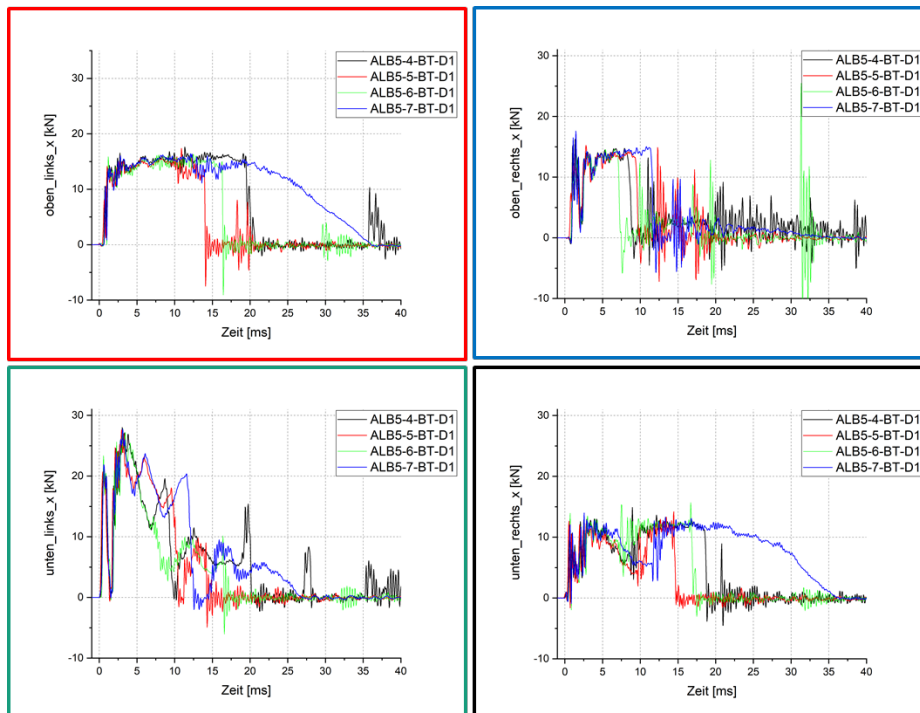 ALB5-4-BT-D1
ALB5-5-BT-D1
ALB5-6-BT-D1
ALB5-7-BT-D1
30
20
10
0
-10
oben_links_x [kN]
0 5 10 15 20 25 30 35 40
Zeit [ms]
ALB5-4-BT-D1
ALB5-5-BT-D1
ALB5-6-BT-D1
ALB5-7-BT-D1
30
20
10
0
-10
oben_rechts_x [kN]
0 5 10 15 20 25 30 35 40
Zeit [ms]
ALB5-4-BT-D1
ALB5-5-BT-D1
ALB5-6-BT-D1
ALB5-7-BT-D1
30
20
10
0
-10
unten_links_x [kN]
0 5 10 15 20 25 30 35 40
Zeit [ms]
ALB5-4-BT-D1
ALB5-5-BT-D1
ALB5-6-BT-D1
ALB5-7-BT-D1
30
20
10
0
-10
unten_rechts_x [kN]
0 5 10 15 20 25 30 35 40
Zeit [ms]